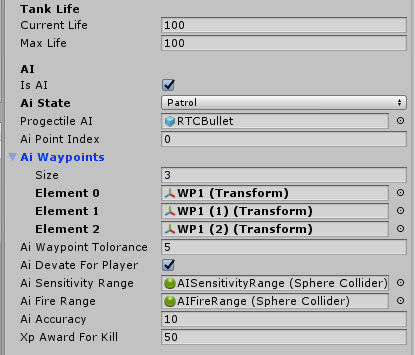 Tank Life
Current Life 100
Max Life 100
AI
Is AI
Ai State Patrol
Progectile AI RTCBullet
Ai Point Index 0
Ai Waypoints
Size 3
Element 0 WP1 (Transform)
Element 1 WP1 (1) (Transform)
Element 2 WP1 (2) (Transform)
Ai Waypoint Tolorance 5
Ai Devate For Player
Ai Sensitivity Range AISensitivityRange (Sphere Collider)
Ai Fire Range AIFireRange (Sphere Collider)
Ai Accuracy 10
Xp Award For Kill 50